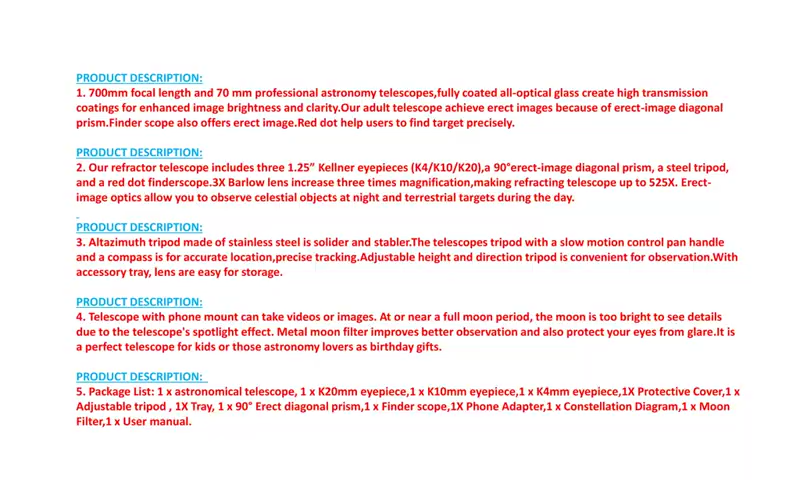 PRODUCT DESCRIPTION:
1. 700mm focal length and 70 mm professional astronomy telescopes,fully coated all-optical glass create high transmission
coatings for enhanced image brightness and clarity.Our adult telescope achieve erect images because of erect-image diagonal
prism.Finder scope also offers erect image.Red dot help users to find target precisely.
PRODUCT DESCRIPTION:
2. Our refractor telescope includes three 1.25” Kellner eyepieces (K4/K10/K20),a 90°erect-image diagonal prism, a steel tripod,
and a red dot finderscope.3X Barlow lens increase three times magnification,making refracting telescope up to 525X. Erect-
image optics allow you to observe celestial objects at night and terrestrial targets during the day.
PRODUCT DESCRIPTION:
3. Altazimuth tripod made of stainless steel is solider and stabler.The telescopes tripod with a slow motion control pan handle
and a compass is for accurate location,precise tracking.Adjustable height and direction tripod is convenient for observation.With
accessory tray, lens are easy for storage.
PRODUCT DESCRIPTION:
4. Telescope with phone mount can take videos or images. At or near a full moon period, the moon is too bright to see details
due to the telescope's spotlight effect. Metal moon filter improves better observation and also protect your eyes from glare.It is
a perfect telescope for kids or those astronomy lovers as birthday gifts.
PRODUCT DESCRIPTION:
5. Package List: 1 x astronomical telescope, 1 x K20mm eyepiece,1 x K10mm eyepiece,1 x K4mm eyepiece,1X Protective Cover,1 x
Adjustable tripod , 1X Tray, 1 x 90° Erect diagonal prism,1 x Finder scope,1X Phone Adapter,1 x Constellation Diagram,1 x Moon
Filter,1 x User manual.